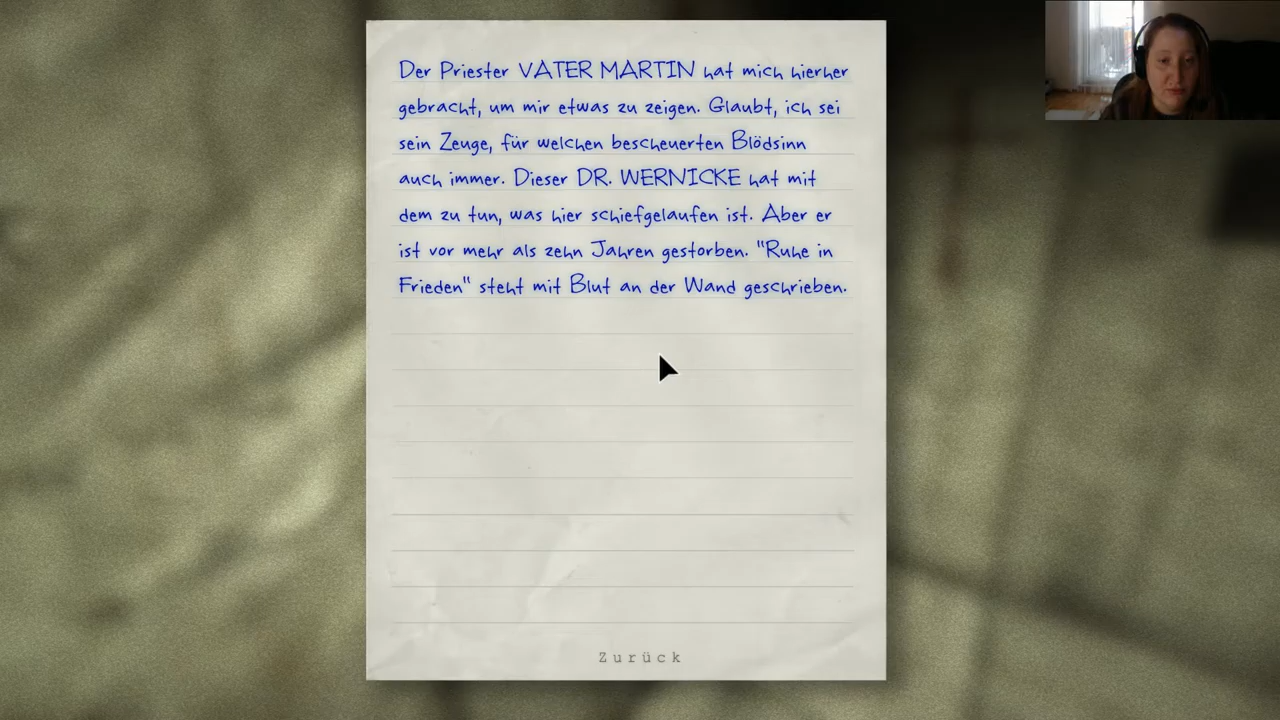 Der Priester VATER MARTIN hat mich hierher
gebracht, um mir etwas zu zeigen. Glaubt, ich sei
sein Zeuge, für welchen bescheuerten Blödsinn
auch immer. Dieser DR. WERNICKE hat mit
dem zu tun, was hier schiefgelaufen ist. Aber er
ist vor mehr als zehn Jahren gestorben. "Ruhe in
Frieden" steht mit Blut an der Wand geschrieben.
Zurück